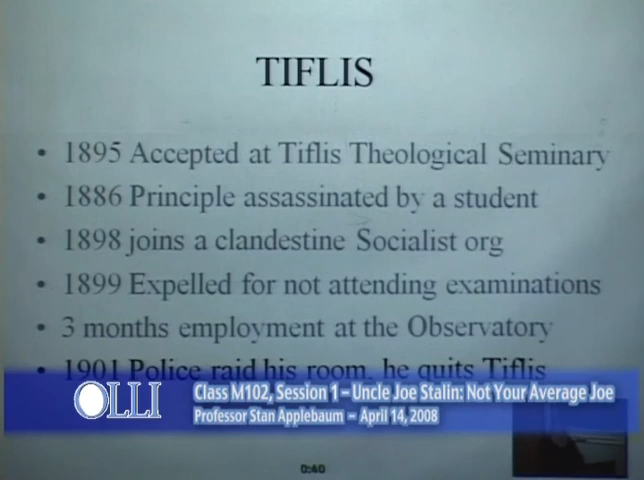 TIFLIS
• 1895 Accepted at Tiflis Theological Seminary
• 1886 Principle assassinated by a student
• 1898 joins a clandestine Socialist org
• 1899 Expelled for not attending examinations
• 3 months employment at the Observatory
• 1901 Police raid his room, he quits Tiflis
OLLI
Class M102, Session 1 – Uncle Joe Stalin: Not Your Average Joe
Professor Stan Applebaum – April 14, 2008
0:40